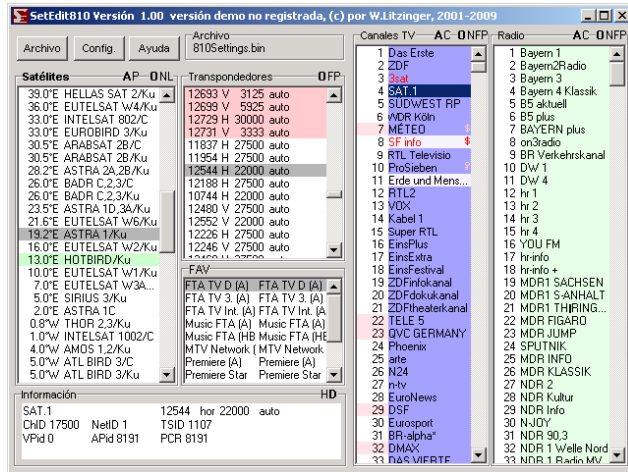 SetEdit810 Versión 1.00 versión demo no registrada, (c) por W.Litzinger, 2001-2009
Archivo Config. Ayuda
Archivo
810Settings.bin
Satélites A P O N L
39.0°E HELLAS SAT 2/Ku
36.0°E EUTELSAT W4/Ku
33.0°E INTELSAT 802/C
33.0°E EUROBIRD 3/Ku
30.5°E ARABSAT 2B/C
30.5°E ARABSAT 2B/Ku
28.2°E ASTRA 2A,2B/Ku
26.0°E BADR C,2,3/C
26.0°E BADR C,2,3/Ku
23.5°E ASTRA 1D,3A/Ku
21.6°E EUTELSAT W6/Ku
19.2°E ASTRA 1/Ku
16.0°E EUTELSAT W2/Ku
13.0°E HOTBIRD/Ku
10.0°E EUTELSAT W1/Ku
7.0°E EUTELSAT W3A...
5.0°E SIRIUS 3/Ku
2.0°E ASTRA 1C
0.8°W THOR 2,3/Ku
1.0°W INTELSAT 1002/C
4.0°W AMOS 1,2/Ku
5.0°W ATL BIRD 3/C
5.0°W ATL BIRD 3/Ku
Transpondedores O F P
12693 V 3125 auto
12699 V 5925 auto
12729 H 30000 auto
12731 V 3333 auto
11837 H 27500 auto
11954 H 27500 auto
12544 H 22000 auto
12188 H 27500 auto
10744 H 22000 auto
12480 V 27500 auto
12552 V 22000 auto
12226 H 27500 auto
12246 V 27500 auto
FAV
FTA TV D (A) FTA TV D (A)
FTA TV 3. (A) FTA TV 3. (A)
FTA TV Int. (A) FTA TV Int. (A)
Music FTA (A) Music FTA (A)
Music FTA (HB Music FTA (HE
MTV Network ( MTV Network
Premiere (A) Premiere (A)
Premiere Star Premiere Star
Canales TV A C O N F P
1 Das Erste
2 ZDF
3 3sat
4 SAT.1
5 SÜDWEST RP
6 WDR Köln
7 MÉTEO $
8 SF info $
9 RTL Televisio
10 ProSieben ?
11 Erde und Mens...
12 RTL2
13 VOX
14 Kabel 1
15 Super RTL
16 EinsPlus
17 EinsExtra
18 EinsFestival
19 ZDFinfokanal
20 ZDFdokukanal
21 ZDFtheaterkanal
22 TELE 5
23 QVC GERMANY
24 Phoenix
25 arte
26 N24
27 n-tv
28 EuroNews
29 DSF
30 Eurosport
31 BR-alpha*
32 DMAX
33 DAS VIERTE
Radio A C O N F P
1 Bayern 1
2 Bayern2Radio
3 Bayern 3
4 Bayern 4 Klassik
5 B5 aktuell
6 B5 plus
7 BAYERN plus
8 on3radio
9 BR Verkehrskanal
10 DW 1
11 DW 4
12 hr 1
13 hr 2
14 hr 3
15 hr 4
16 YOU FM
17 hr-info
18 hr-info +
19 MDR1 SACHSEN
20 MDR1 S-ANHALT
21 MDR1 THÜRING...
22 MDR FIGARO
23 MDR JUMP
24 SPUTNIK
25 MDR INFO
26 MDR KLASSIK
27 NDR 2
28 NDR Kultur
29 NDR Info
30 N-JOY
31 NDR 90,3
32 NDR 1 Welle Nord
33 NDR 1 Radio MV
Información HD
SAT.1 12544 hor 22000 auto
ChID 17500 NetID 1 TSID 1107
VPid 0 APid 8191 PCR 8191